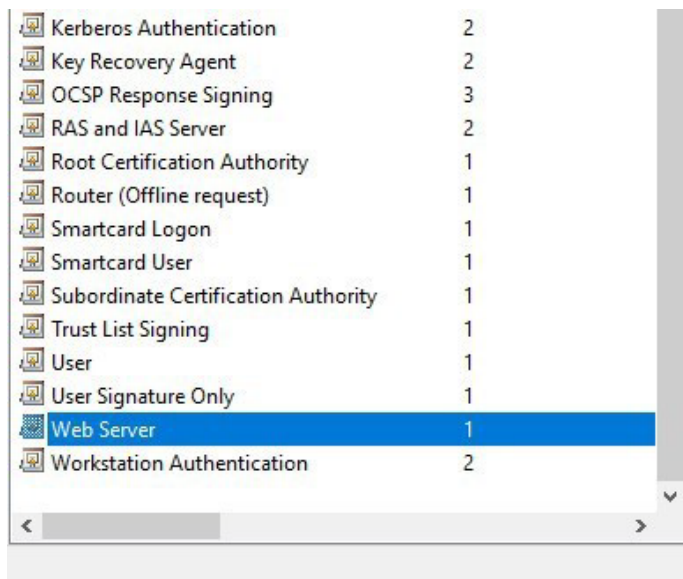 Kerberos Authentication 2
Key Recovery Agent 2
OCSP Response Signing 3
RAS and IAS Server 2
Root Certification Authority 1
Router (Offline request) 1
Smartcard Logon 1
Smartcard User 1
Subordinate Certification Authority 1
Trust List Signing 1
User 1
User Signature Only 1
Web Server 1
Workstation Authentication 2